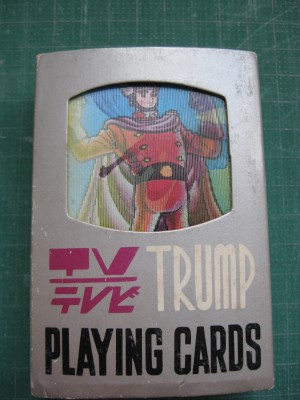 TV TRUMP
テレビ
PLAYING CARDS